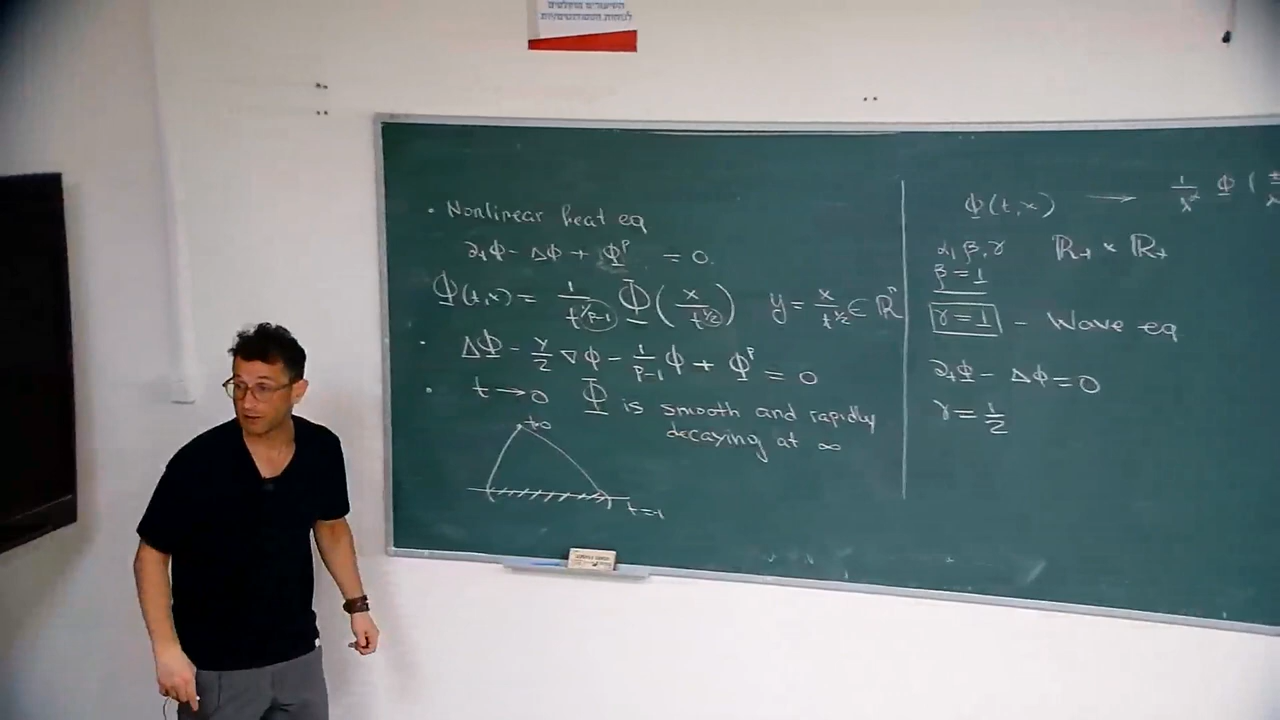 • Nonlinear heat eq
∂ₜφ - Δφ + Φᵖ = 0.
Φ(t,x) = 1/t^(1/p-1) Φ(x/t^(1/2)) y = x/t^(1/2) ∈ ℝⁿ
• ΔΦ - y/2 ∇φ - 1/(p-1) φ + Φᵖ = 0
• t → 0 Φ is smooth and rapidly
decaying at ∞
t=0
t=-1
Φ(t,x) → 1/λ^α Φ(
α, β, γ ℝ₊ × ℝ₊
β = 1
γ = 1 - Wave eq
∂ₜΦ - Δφ = 0
γ = 1/2